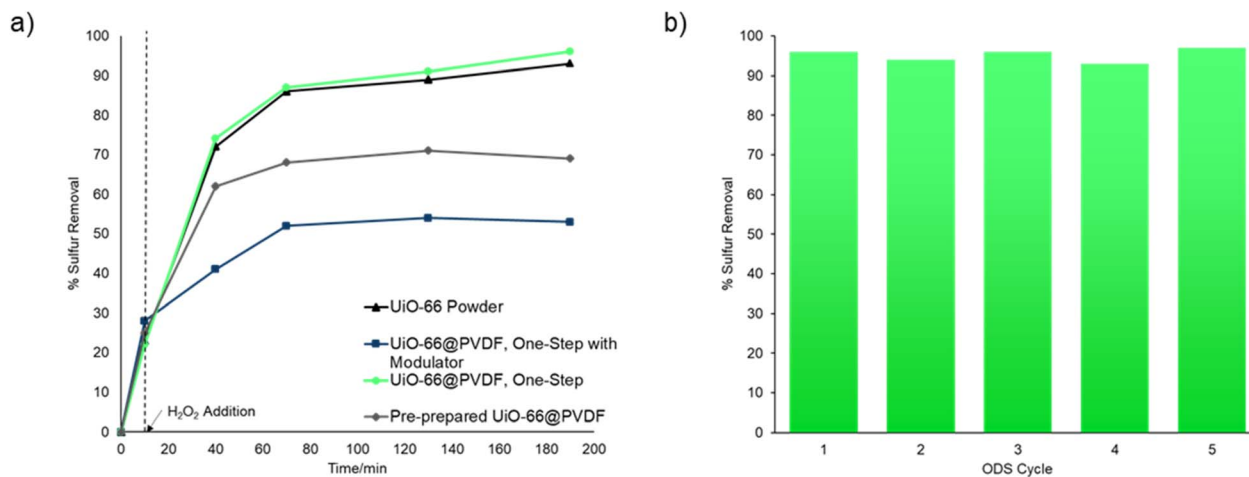 a)
100
90
80
70
60
50
40
30
20
10
0
% Sulfur Removal
0 20 40 60 80 100 120 140 160 180 200
Time/min
H₂O₂ Addition
UiO-66 Powder
UiO-66@PVDF, One-Step with
Modulator
UiO-66@PVDF, One-Step
Pre-prepared UiO-66@PVDF
b)
100
90
80
70
60
50
40
30
20
10
0
% Sulfur Removal
1 2 3 4 5
ODS Cycle